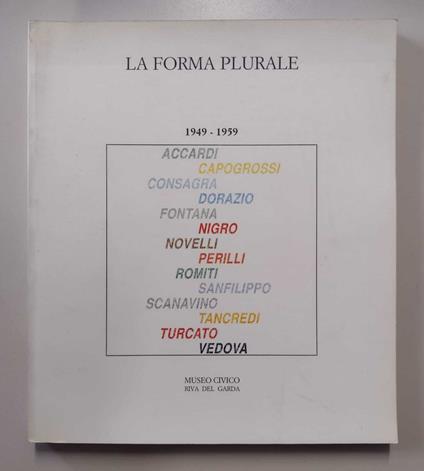 LA FORMA PLURALE
1949 - 1959
ACCARDI
CAPOGROSSI
CONSAGRA
DORAZIO
FONTANA
NIGRO
NOVELLI
PERILLI
ROMITI
SANFILIPPO
SCANAVINO
TANCREDI
TURCATO
VEDOVA
MUSEO CIVICO
RIVA DEL GARDA